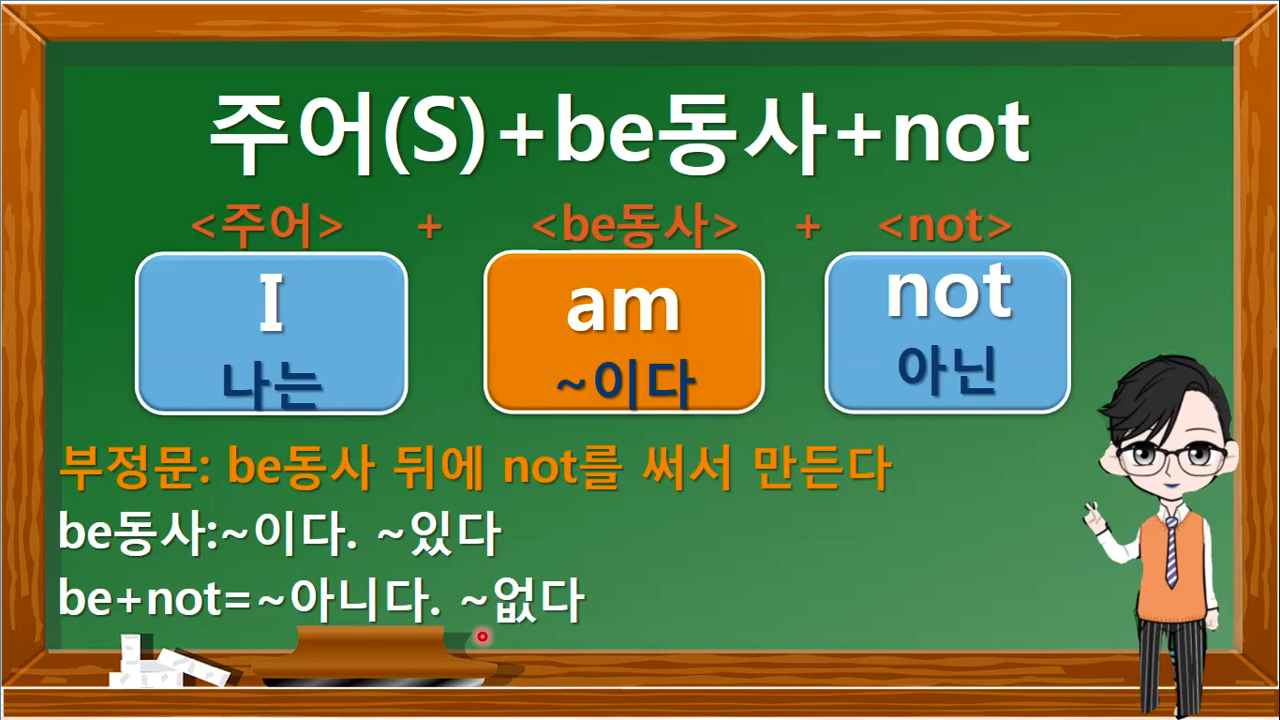 주어(S)+be동사+not
<주어> + <be동사> + <not>
I am not
나는 ~이다 아닌
부정문: be동사 뒤에 not를 써서 만든다
be동사:~이다. ~있다
be+not=~아니다. ~없다